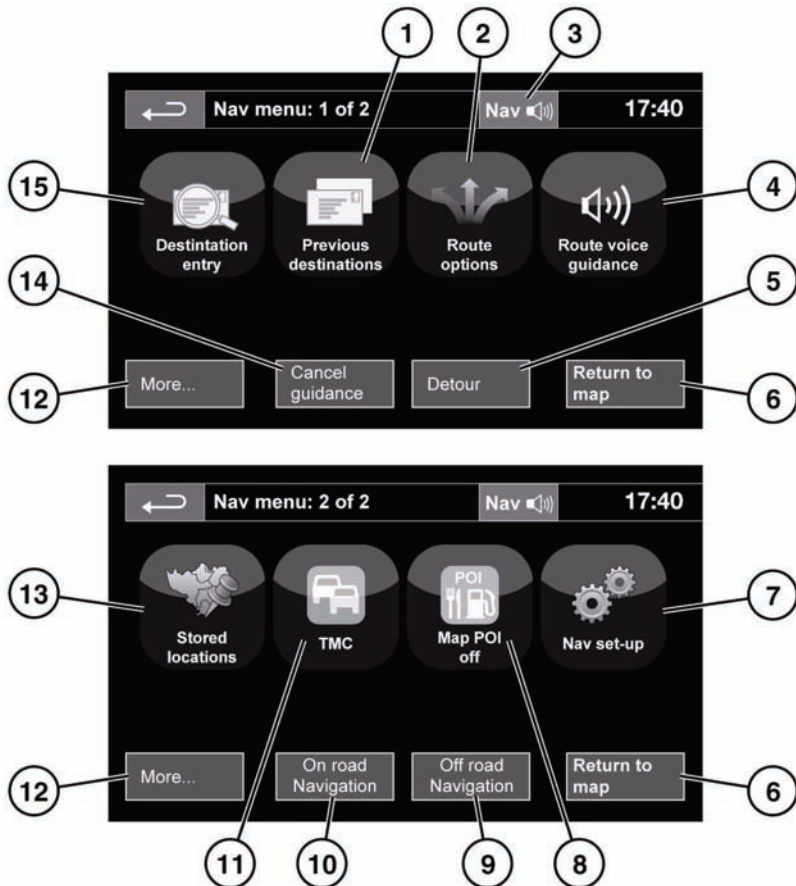 1 2 3
Nav menu: 1 of 2 Nav 17:40
15 4
Destintation
entry
Previous
destinations
Route
options
Route voice
guidance
14 5
12 More...
Cancel
guidance
Detour
Return to
map
6
Nav menu: 2 of 2 Nav 17:40
13 7
POI
Stored
locations
TMC
Map POI
off
Nav set-up
12 More...
On road
Navigation
Off road
Navigation
Return to
map
6
11 10 9 8